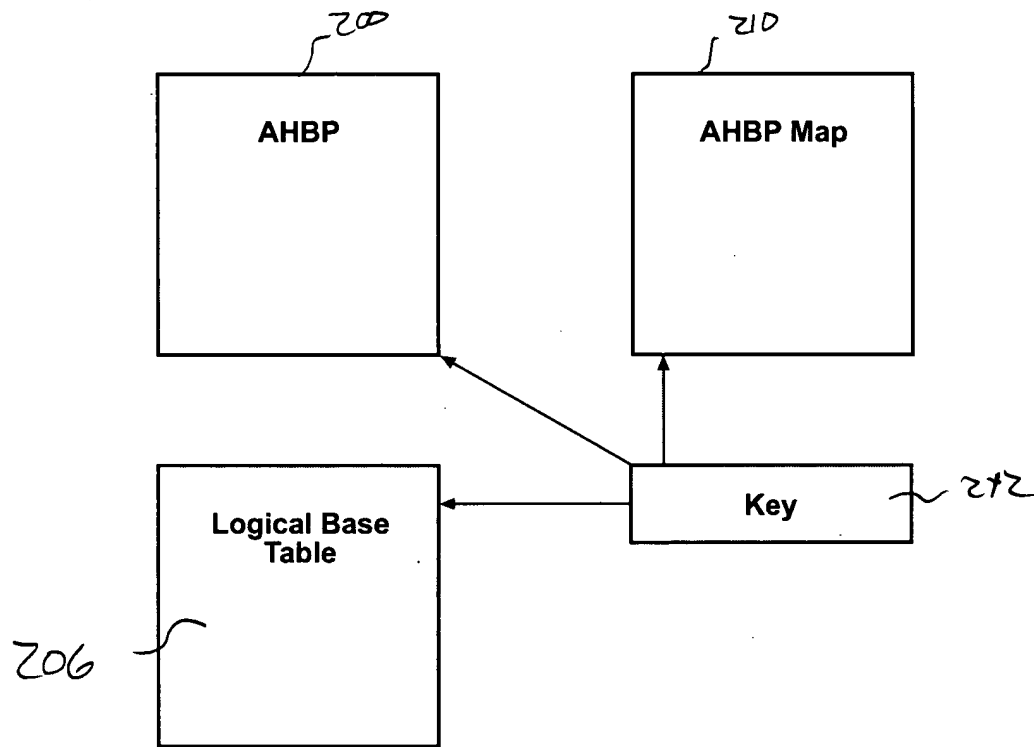 200
210
AHBP
AHBP Map
Logical Base
Table
Key
242
206